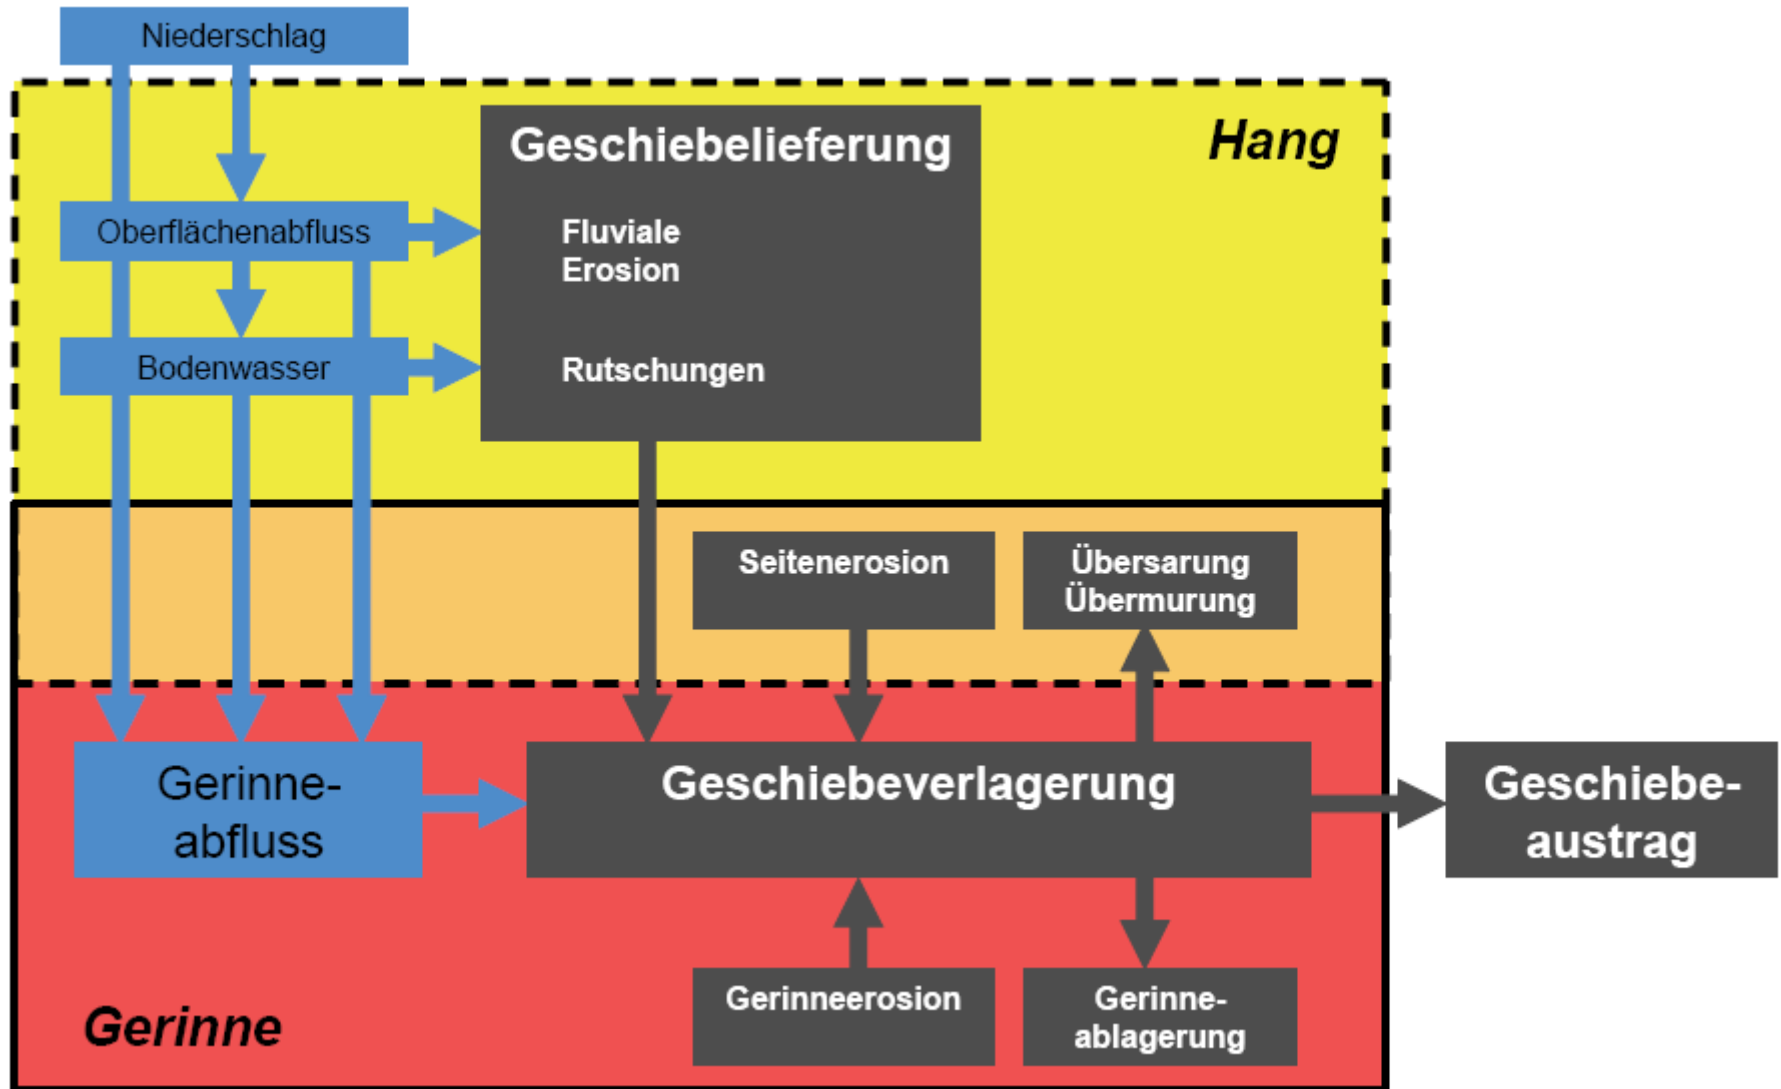 Niederschlag
Geschiebelieferung
Hang
Oberflächenabfluss
Fluviale
Erosion
Bodenwasser
Rutschungen
Seitenerosion
Übersarung
Übermurung
Gerinne-
abfluss
Geschiebeverlagerung
Geschiebe-
austrag
Gerinneerosion
Gerinne-
ablagerung
Gerinne